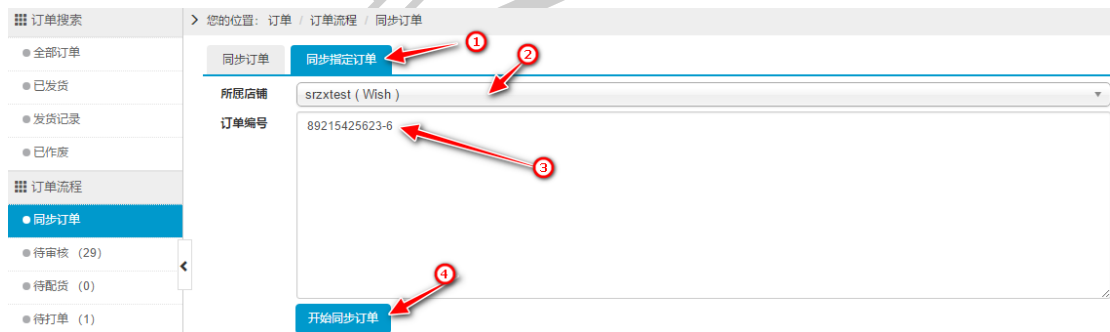 订单搜索
> 您的位置: 订单 / 订单流程 / 同步订单
全部订单
已发货
发货记录
已作废
订单流程
同步订单
待审核 (29)
待配货 (0)
待打单 (1)
同步订单
同步指定订单
1
2
所属店铺
srzxtest ( Wish )
订单编号
89215425623-6
3
4
开始同步订单